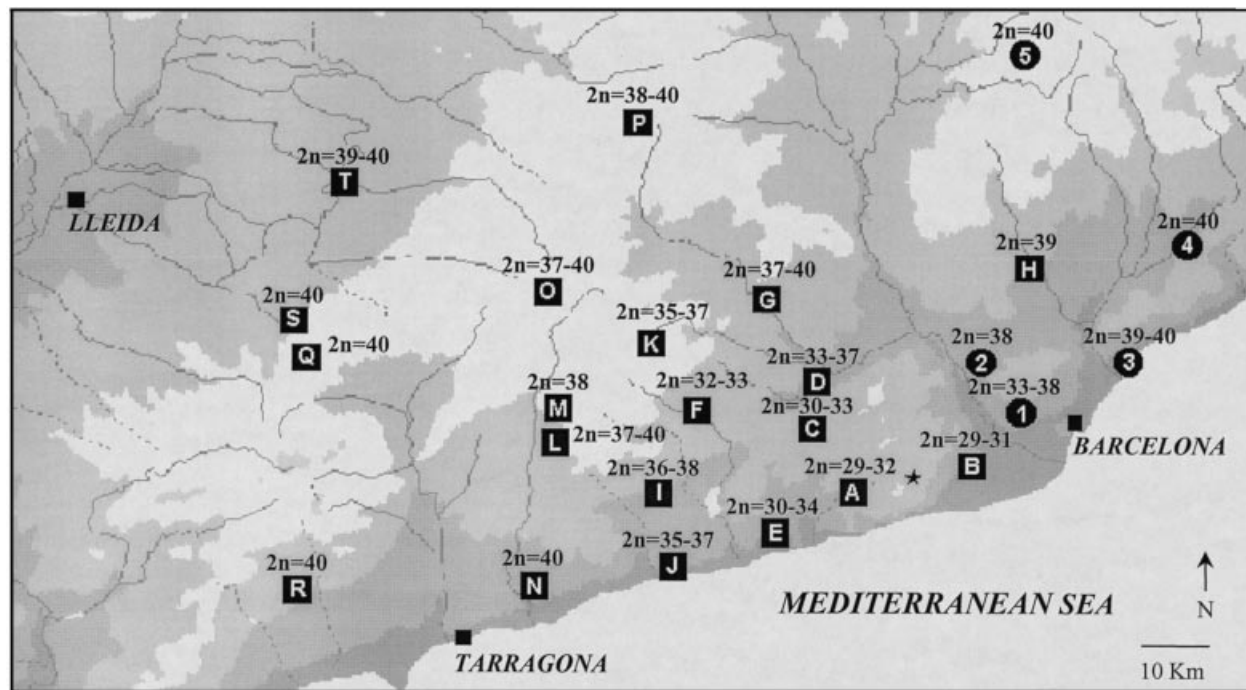 2n=40
5
2n=38-40
P
2n=39-40
T
LLEIDA
2n=40
4
2n=39
H
2n=37-40
O
2n=37-40
G
2n=40
S
2n=35-37
K
2n=40
Q
2n=38
2
2n=39-40
3
2n=33-37
D
2n=38
M
2n=32-33
F
2n=33-38
1
2n=30-33
C
BARCELONA
2n=37-40
L
2n=29-31
B
2n=36-38
I
2n=29-32
A
2n=30-34
E
2n=40
R
2n=40
N
2n=35-37
J
MEDITERRANEAN SEA
N
TARRAGONA
10 Km